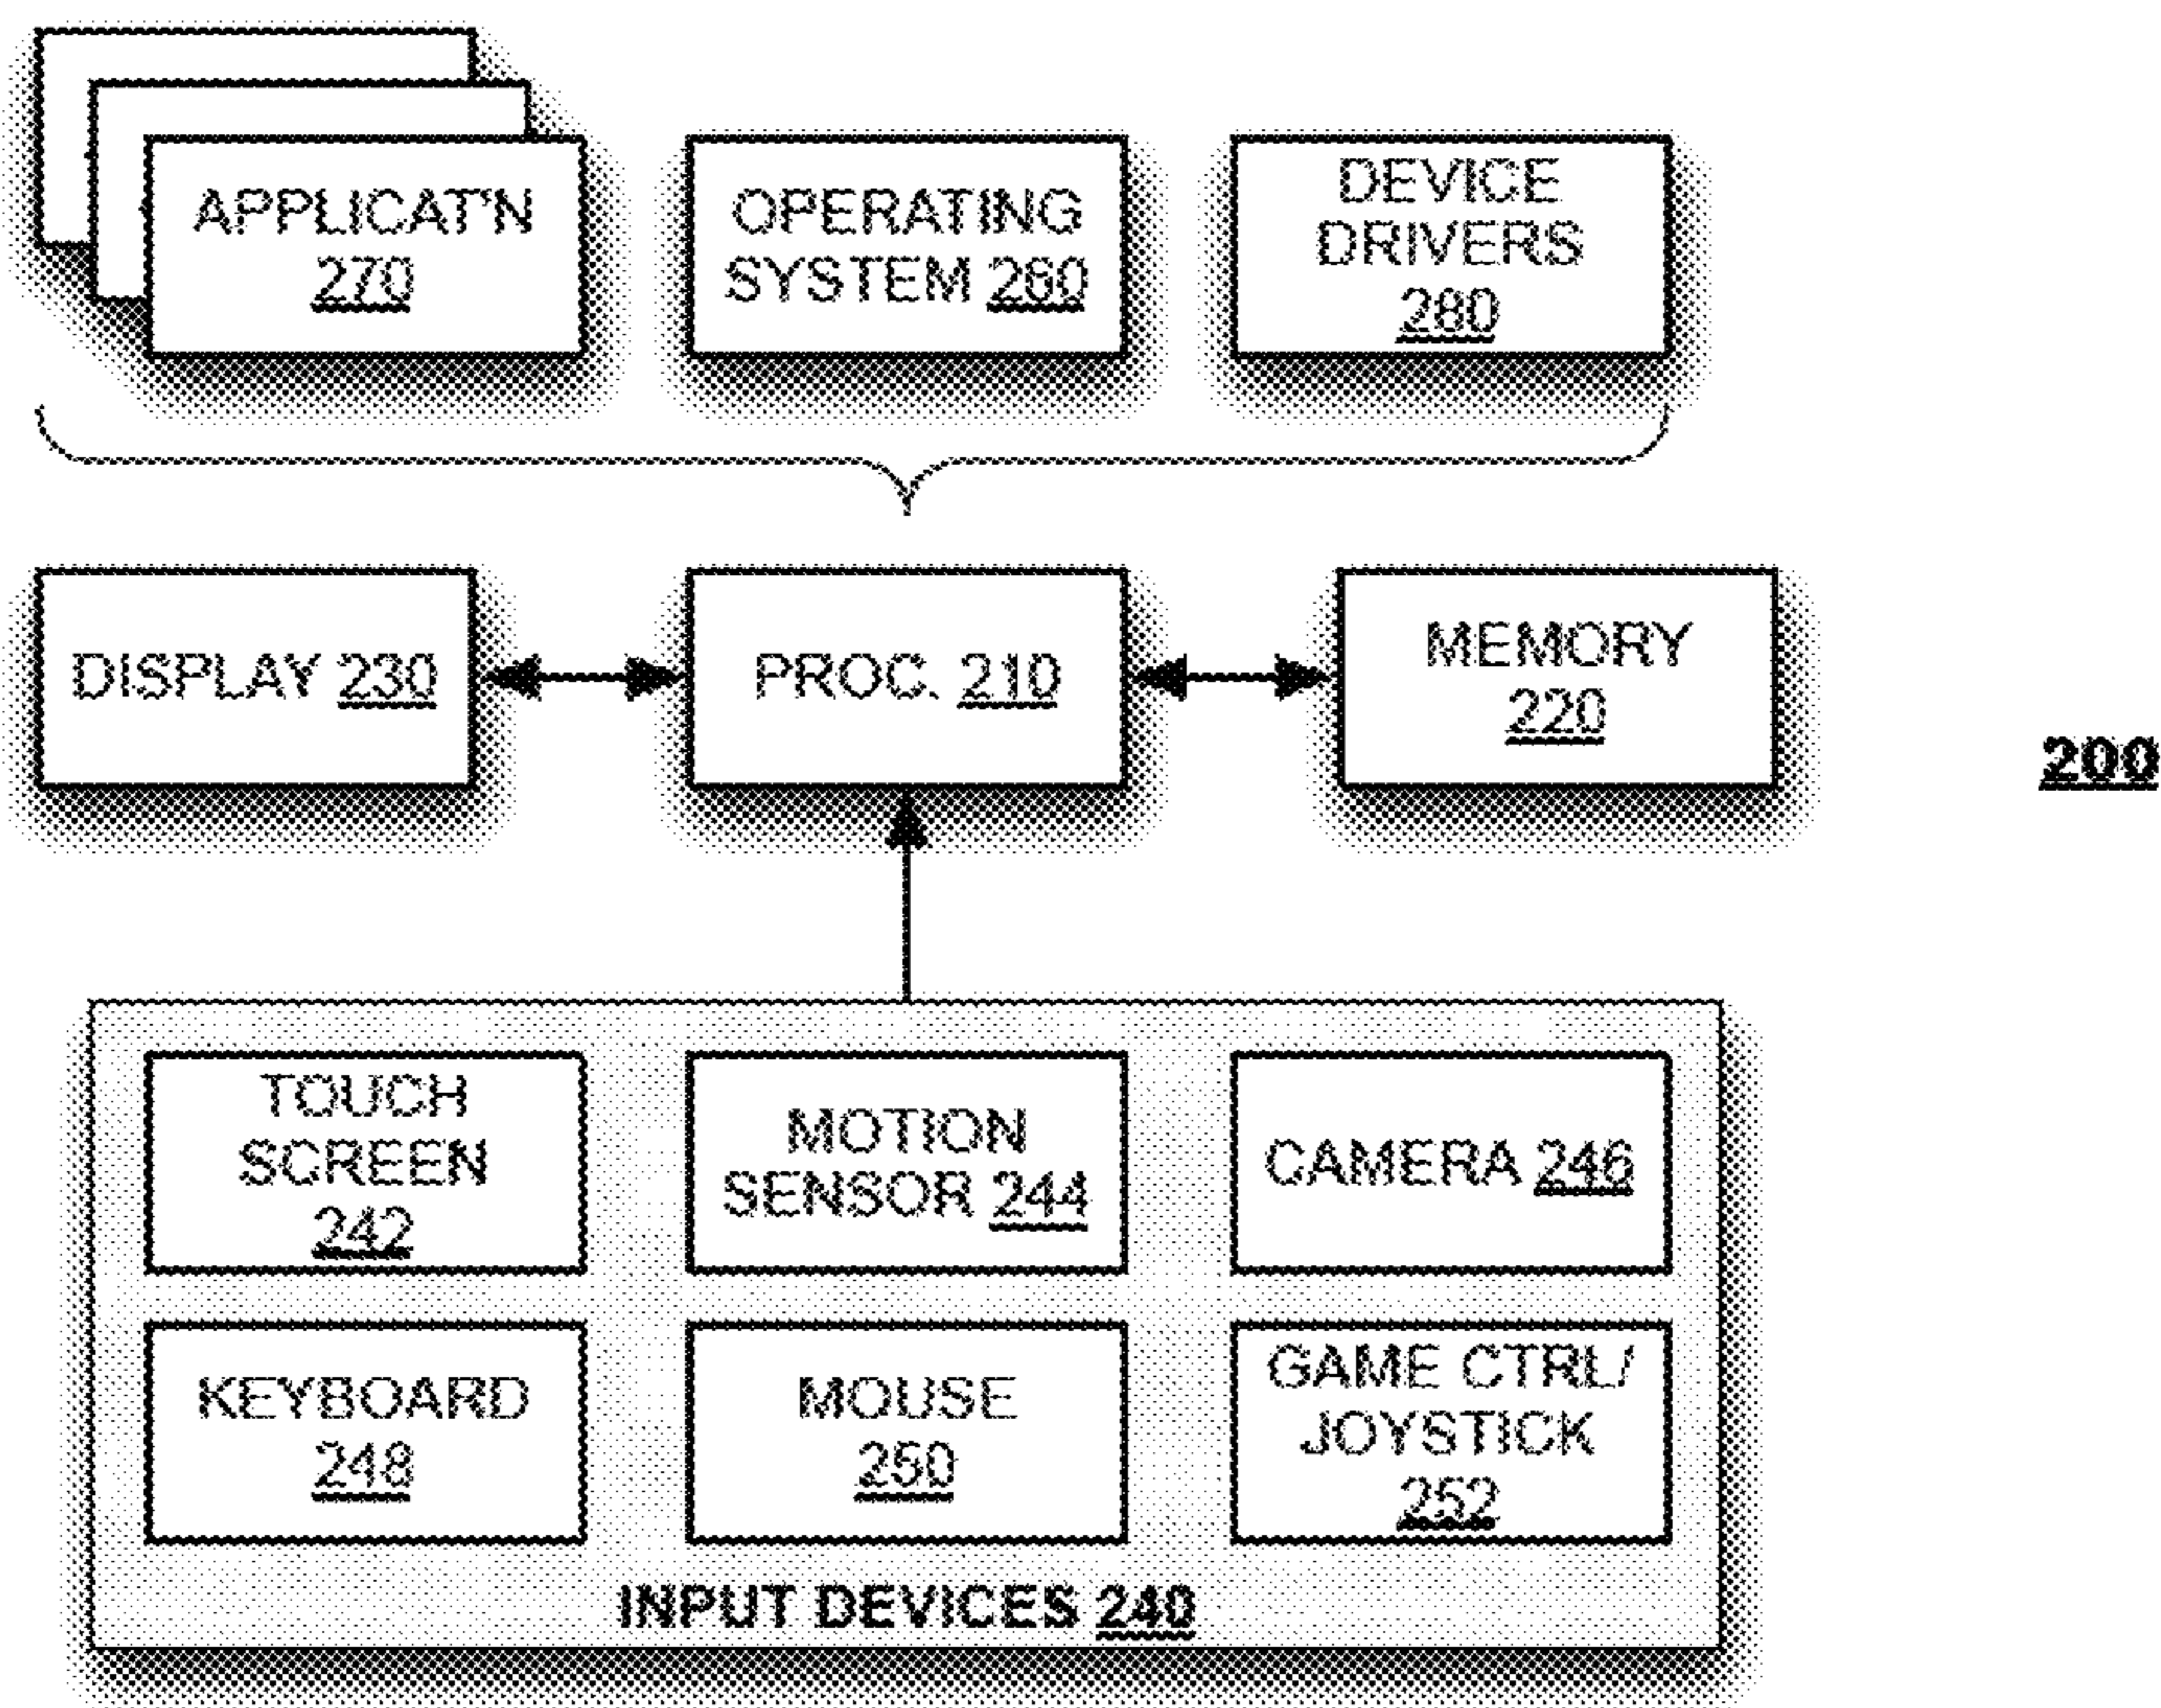 APPLICAT'N
270
OPERATING
SYSTEM 260
DEVICE
DRIVERS
280
DISPLAY 230
PROC. 210
MEMORY
220
200
TOUCH
SCREEN
242
MOTION
SENSOR 244
CAMERA 246
KEYBOARD
248
MOUSE
250
GAME CTRL/
JOYSTICK
252
INPUT DEVICES 240